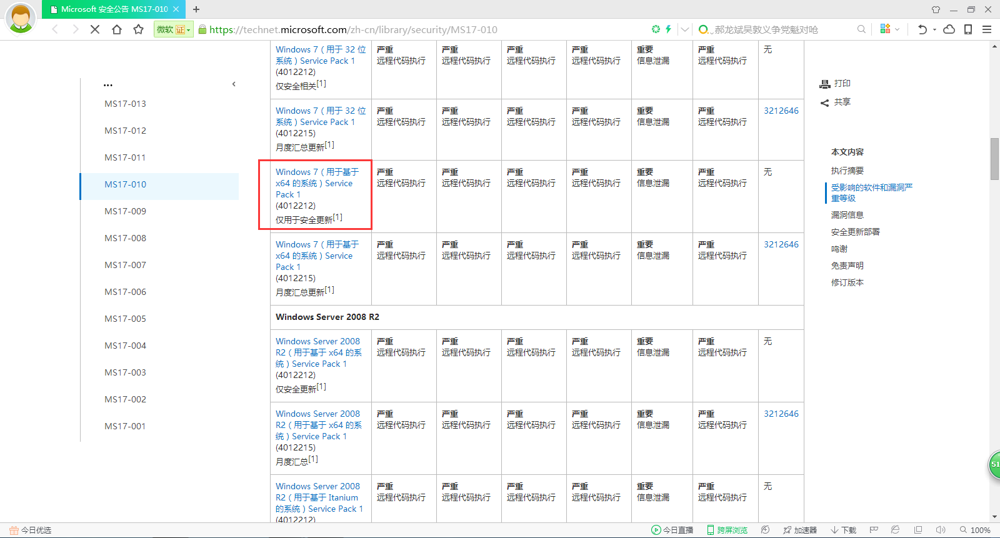 Microsoft 安全公告 MS17-010
微软 证
https://technet.microsoft.com/zh-cn/library/security/MS17-010
郝龙斌吴敦义争党魁对呛
...
MS17-013
MS17-012
MS17-011
MS17-010
MS17-009
MS17-008
MS17-007
MS17-006
MS17-005
MS17-004
MS17-003
MS17-002
MS17-001
Windows 7（用于 32 位
系统）Service Pack 1
(4012212)
仅安全相关[1]
严重
远程代码执行
严重
远程代码执行
严重
远程代码执行
严重
远程代码执行
重要
信息泄漏
严重
远程代码执行
无
Windows 7（用于 32 位
系统）Service Pack 1
(4012215)
月度汇总更新[1]
严重
远程代码执行
严重
远程代码执行
严重
远程代码执行
严重
远程代码执行
重要
信息泄漏
严重
远程代码执行
3212646
Windows 7（用于基于
x64 的系统）Service
Pack 1
(4012212)
仅用于安全更新[1]
严重
远程代码执行
严重
远程代码执行
严重
远程代码执行
严重
远程代码执行
重要
信息泄漏
严重
远程代码执行
无
Windows 7（用于基于
x64 的系统）Service
Pack 1
(4012215)
月度汇总更新[1]
严重
远程代码执行
严重
远程代码执行
严重
远程代码执行
严重
远程代码执行
重要
信息泄漏
严重
远程代码执行
3212646
Windows Server 2008 R2
Windows Server 2008
R2（用于基于 x64 的系
统）Service Pack 1
(4012212)
仅安全更新[1]
严重
远程代码执行
严重
远程代码执行
严重
远程代码执行
严重
远程代码执行
重要
信息泄漏
严重
远程代码执行
无
Windows Server 2008
R2（用于基于 x64 的系
统）Service Pack 1
(4012215)
月度汇总[1]
严重
远程代码执行
严重
远程代码执行
严重
远程代码执行
严重
远程代码执行
重要
信息泄漏
严重
远程代码执行
3212646
Windows Server 2008
R2（用于基于 Itanium
的系统）Service Pack 1
(4012212)
严重
远程代码执行
严重
远程代码执行
严重
远程代码执行
严重
远程代码执行
重要
信息泄漏
严重
远程代码执行
无
打印
共享
本文内容
执行摘要
受影响的软件和漏洞严
重等级
漏洞信息
安全更新部署
鸣谢
免责声明
修订版本
51
今日优选
今日直播
跨屏浏览
加速器
下载
100%